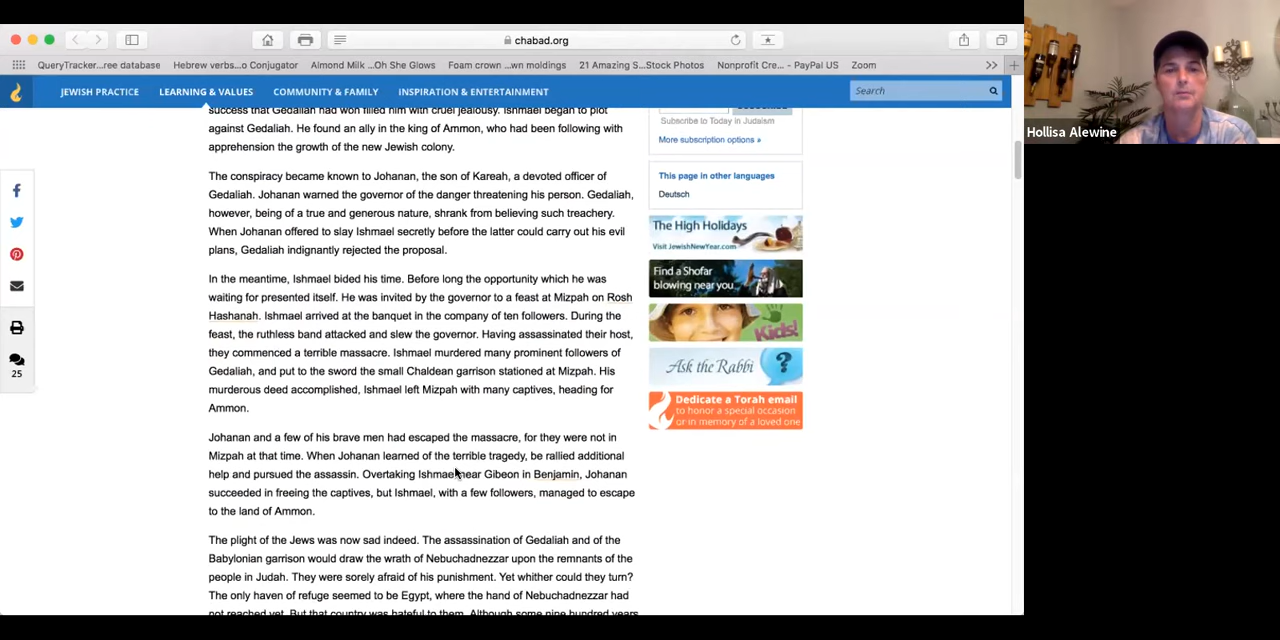 chabad.org
QueryTracker...ree database
Hebrew verbs...o Conjugator
Almond Milk ...Oh She Glows
Foam crown ...wn moldings
21 Amazing S...Stock Photos
Nonprofit Cre... - PayPal US
Zoom
JEWISH PRACTICE
LEARNING & VALUES
COMMUNITY & FAMILY
INSPIRATION & ENTERTAINMENT
Search
success that Gedaliah had won filled him with cruel jealousy. Ishmael began to plot
against Gedaliah. He found an ally in the king of Ammon, who had been following with
apprehension the growth of the new Jewish colony.
The conspiracy became known to Johanan, the son of Kareah, a devoted officer of
Gedaliah. Johanan warned the governor of the danger threatening his person. Gedaliah,
however, being of a true and generous nature, shrank from believing such treachery.
When Johanan offered to slay Ishmael secretly before the latter could carry out his evil
plans, Gedaliah indignantly rejected the proposal.
In the meantime, Ishmael bided his time. Before long the opportunity which he was
waiting for presented itself. He was invited by the governor to a feast at Mizpah on Rosh
Hashanah. Ishmael arrived at the banquet in the company of ten followers. During the
feast, the ruthless band attacked and slew the governor. Having assassinated their host,
they commenced a terrible massacre. Ishmael murdered many prominent followers of
Gedaliah, and put to the sword the small Chaldean garrison stationed at Mizpah. His
murderous deed accomplished, Ishmael left Mizpah with many captives, heading for
Ammon.
Johanan and a few of his brave men had escaped the massacre, for they were not in
Mizpah at that time. When Johanan learned of the terrible tragedy, be rallied additional
help and pursued the assassin. Overtaking Ishmael near Gibeon in Benjamin, Johanan
succeeded in freeing the captives, but Ishmael, with a few followers, managed to escape
to the land of Ammon.
The plight of the Jews was now sad indeed. The assassination of Gedaliah and of the
Babylonian garrison would draw the wrath of Nebuchadnezzar upon the remnants of the
people in Judah. They were sorely afraid of his punishment. Yet whither could they turn?
The only haven of refuge seemed to be Egypt, where the hand of Nebuchadnezzar had
not reached yet. But that country was hateful to them. Although some nine hundred years
25
Subscribe to Today in Judaism
More subscription options »
This page in other languages
Deutsch
The High Holidays
Visit JewishNewYear.com
Find a Shofar
blowing near you
Kids!
Ask the Rabbi
?
Dedicate a Torah email
to honor a special occasion
or in memory of a loved one
Hollisa Alewine